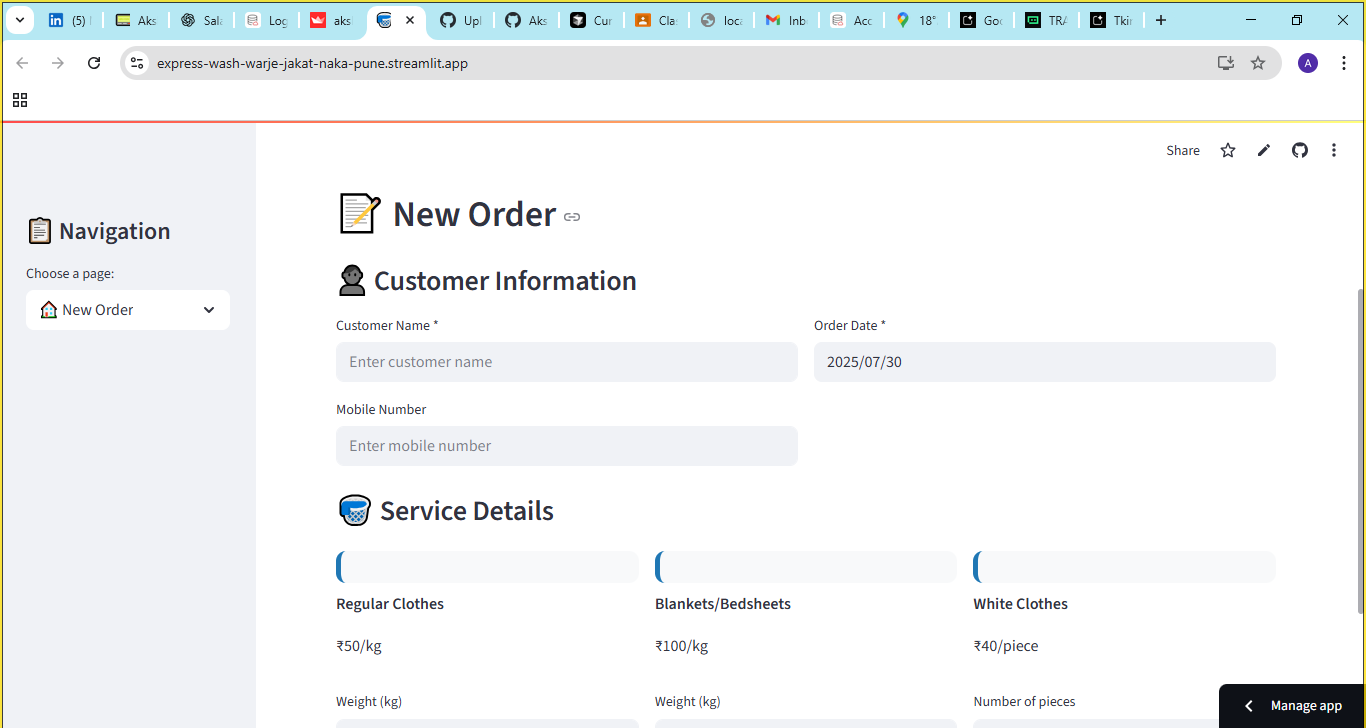 (5)
Aks
Sala
Log
aks
Upl
Aks
Cur
Cla
loca
Inb
Acc
18°
Goo
TRA
express-wash-warje-jakat-naka-pune.streamlit.app
A
Share
Navigation
Choose a page:
New Order
New Order
Customer Information
Customer Name *
Order Date *
Enter customer name
2025/07/30
Mobile Number
Enter mobile number
Service Details
Regular Clothes
Blankets/Bedsheets
White Clothes
₹50/kg
₹100/kg
₹40/piece
Weight (kg)
Weight (kg)
Number of pieces
Manage app